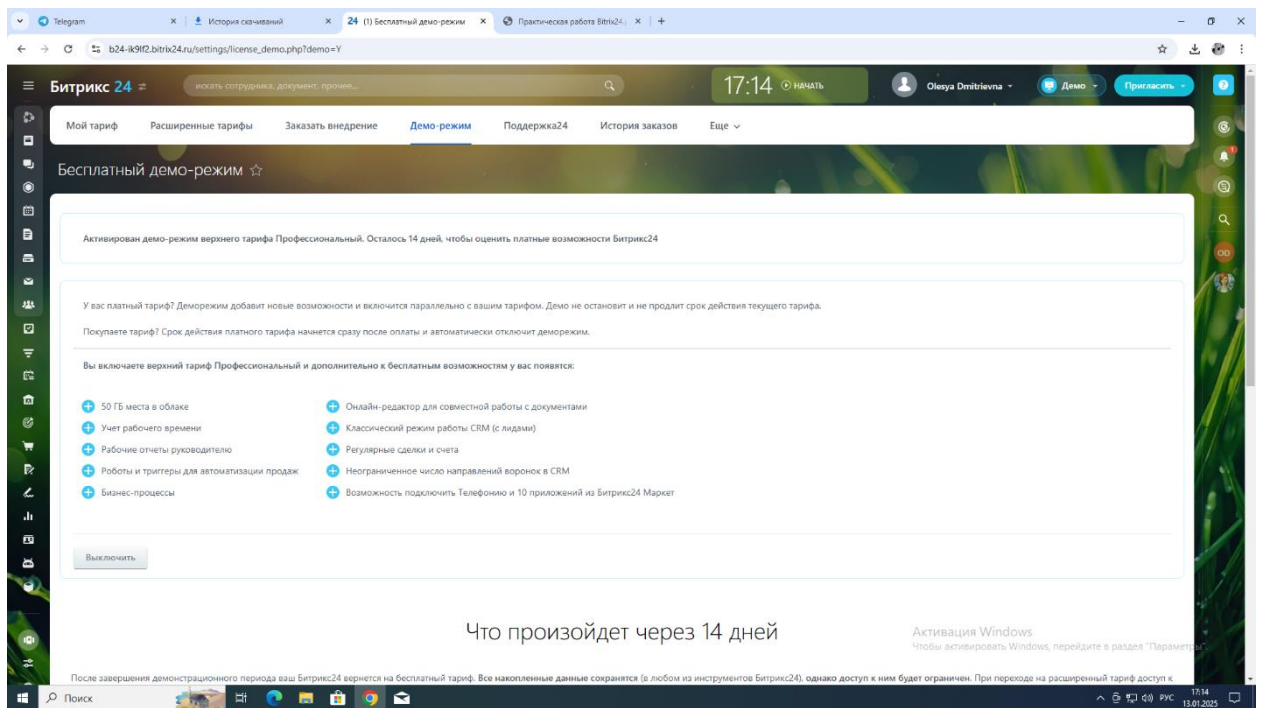 Telegram
История скачиваний
24 (1) Бесплатный демо-режим
Практическая работа Bitrix24.
b24-ik9lf2.bitrix24.ru/settings/license_demo.php?demo=Y
Битрикс 24
искать сотрудника, документ, прочее...
17:14 НАЧАТЬ
Olesya Dmitrievna
Демо
Пригласить
Мой тариф Расширенные тарифы Заказать внедрение Демо-режим Поддержка24 История заказов Еще
Бесплатный демо-режим
1
OD
Активирован демо-режим верхнего тарифа Профессиональный. Осталось 14 дней, чтобы оценить платные возможности Битрикс24
У вас платный тариф? Деморежим добавит новые возможности и включится параллельно с вашим тарифом. Демо не остановит и не продлит срок действия текущего тарифа.
Покупаете тариф? Срок действия платного тарифа начнется сразу после оплаты и автоматически отключит деморежим.
Вы включаете верхний тариф Профессиональный и дополнительно к бесплатным возможностям у вас появятся:
50 ГБ места в облаке
Учет рабочего времени
Рабочие отчеты руководителю
Роботы и триггеры для автоматизации продаж
Бизнес-процессы
Онлайн-редактор для совместной работы с документами
Классический режим работы CRM (с лидами)
Регулярные сделки и счета
Неограниченное число направлений воронок в CRM
Возможность подключить Телефонию и 10 приложений из Битрикс24 Маркет
Выключить
Что произойдет через 14 дней
Активация Windows
Чтобы активировать Windows, перейдите в раздел "Параметры".
После завершения демонстрационного периода ваш Битрикс24 вернется на бесплатный тариф. Все накопленные данные сохранятся (в любом из инструментов Битрикс24), однако доступ к ним будет ограничен. При переходе на расширенный тариф доступ к
Поиск
РУС
17:14
13.01.2025